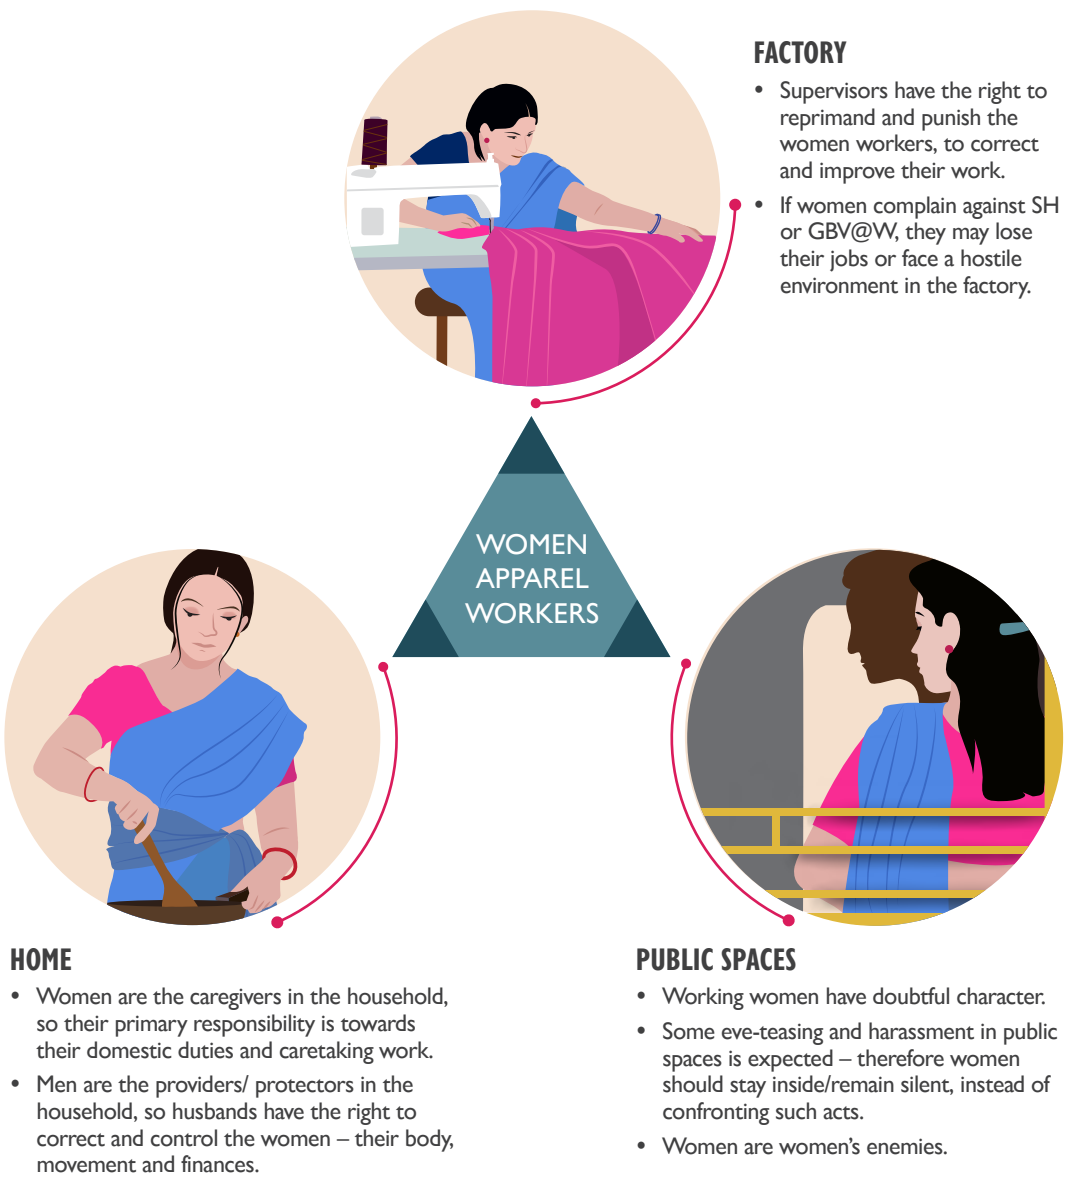 FACTORY
• Supervisors have the right to
reprimand and punish the
women workers, to correct
and improve their work.
• If women complain against SH
or GBV@W, they may lose
their jobs or face a hostile
environment in the factory.
WOMEN
APPAREL
WORKERS
HOME
• Women are the caregivers in the household,
so their primary responsibility is towards
their domestic duties and caretaking work.
• Men are the providers/ protectors in the
household, so husbands have the right to
correct and control the women – their body,
movement and finances.
PUBLIC SPACES
• Working women have doubtful character.
• Some eve-teasing and harassment in public
spaces is expected – therefore women
should stay inside/remain silent, instead of
confronting such acts.
• Women are women’s enemies.